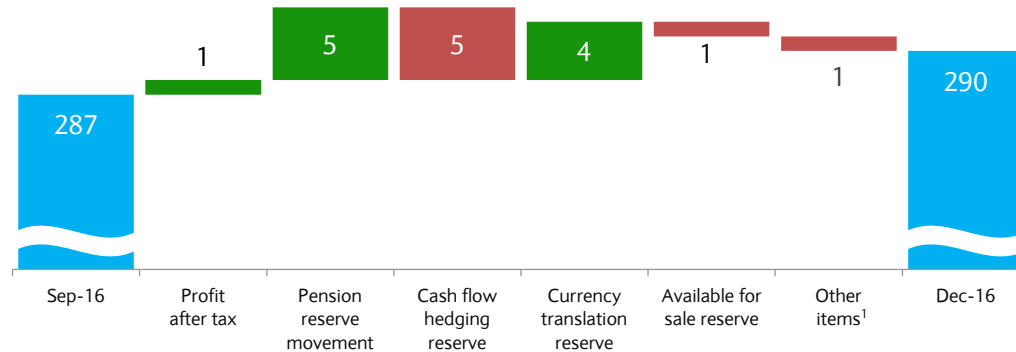 287
1
5
5
4
1
1
290
Sep-16
Profit
after tax
Pension
reserve
movement
Cash flow
hedging
reserve
Currency
translation
reserve
Available for
sale reserve
Other
items¹
Dec-16